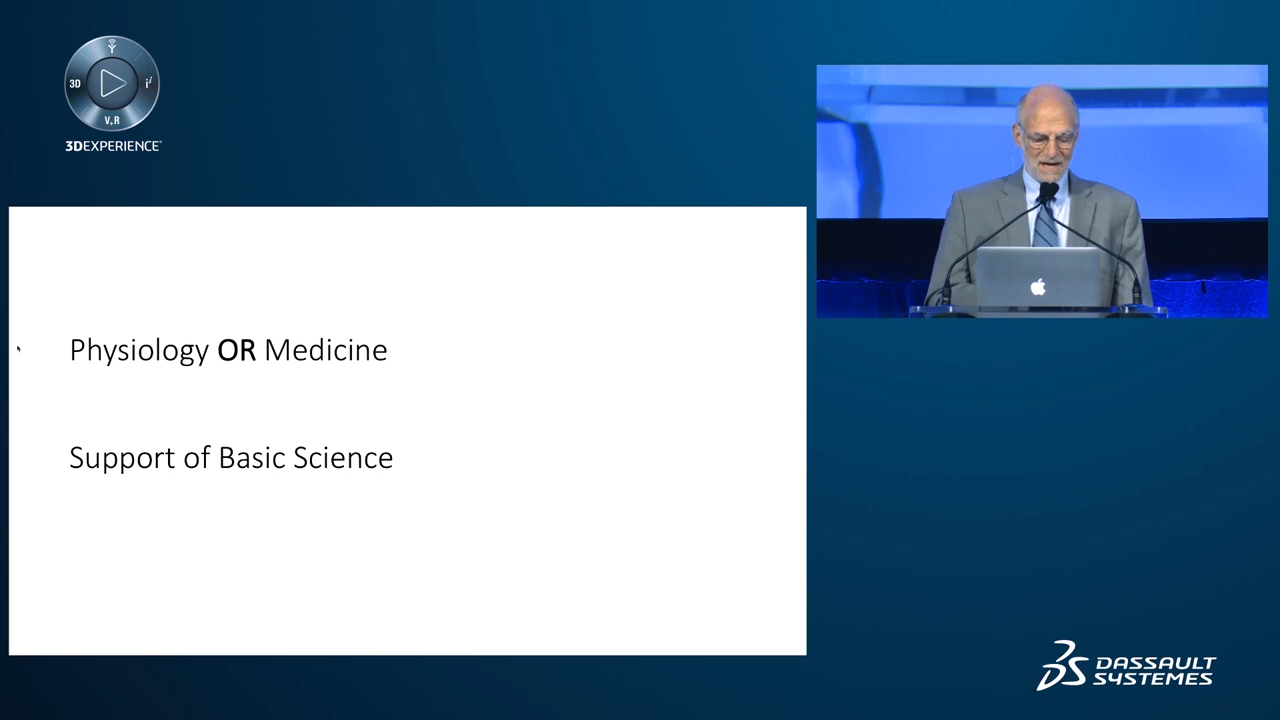 3D
i
V,R
3DEXPERIENCE
Physiology OR Medicine
Support of Basic Science
DASSAULT
SYSTEMES